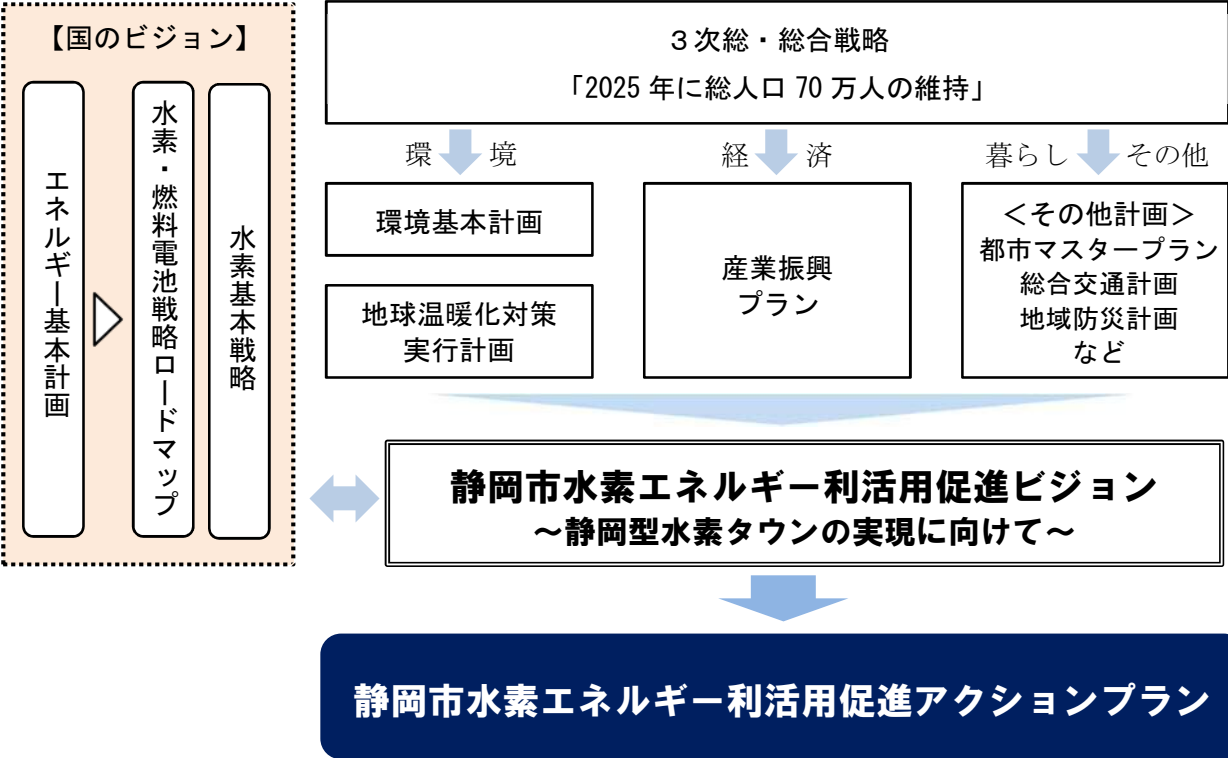 【国のビジョン】
エネルギー基本計画
水素・燃料電池戦略ロードマップ
水素基本戦略
３次総・総合戦略
「2025 年に総人口 70 万人の維持」
環　境
経　済
暮らし　その他
環境基本計画
地球温暖化対策
実行計画
産業振興
プラン
＜その他計画＞
都市マスタープラン
総合交通計画
地域防災計画
など
静岡市水素エネルギー利活用促進ビジョン
～静岡型水素タウンの実現に向けて～
静岡市水素エネルギー利活用促進アクションプラン